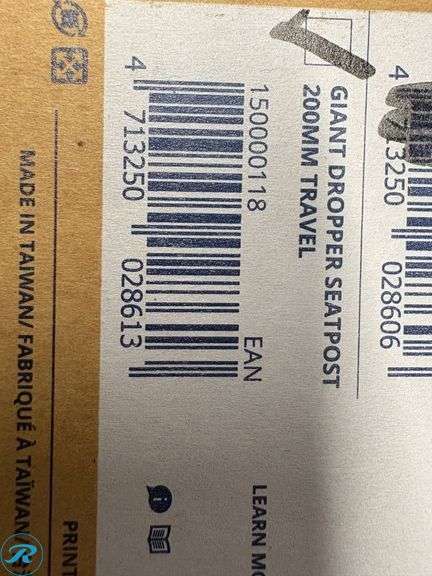 4 713250 028606
GIANT DROPPER SEATPOST
200MM TRAVEL
150000118 EAN
4 713250 028613
LEARN
PRINT
MADE IN TAIWAN/ FABRIQUÉ À TAÏWAN
R